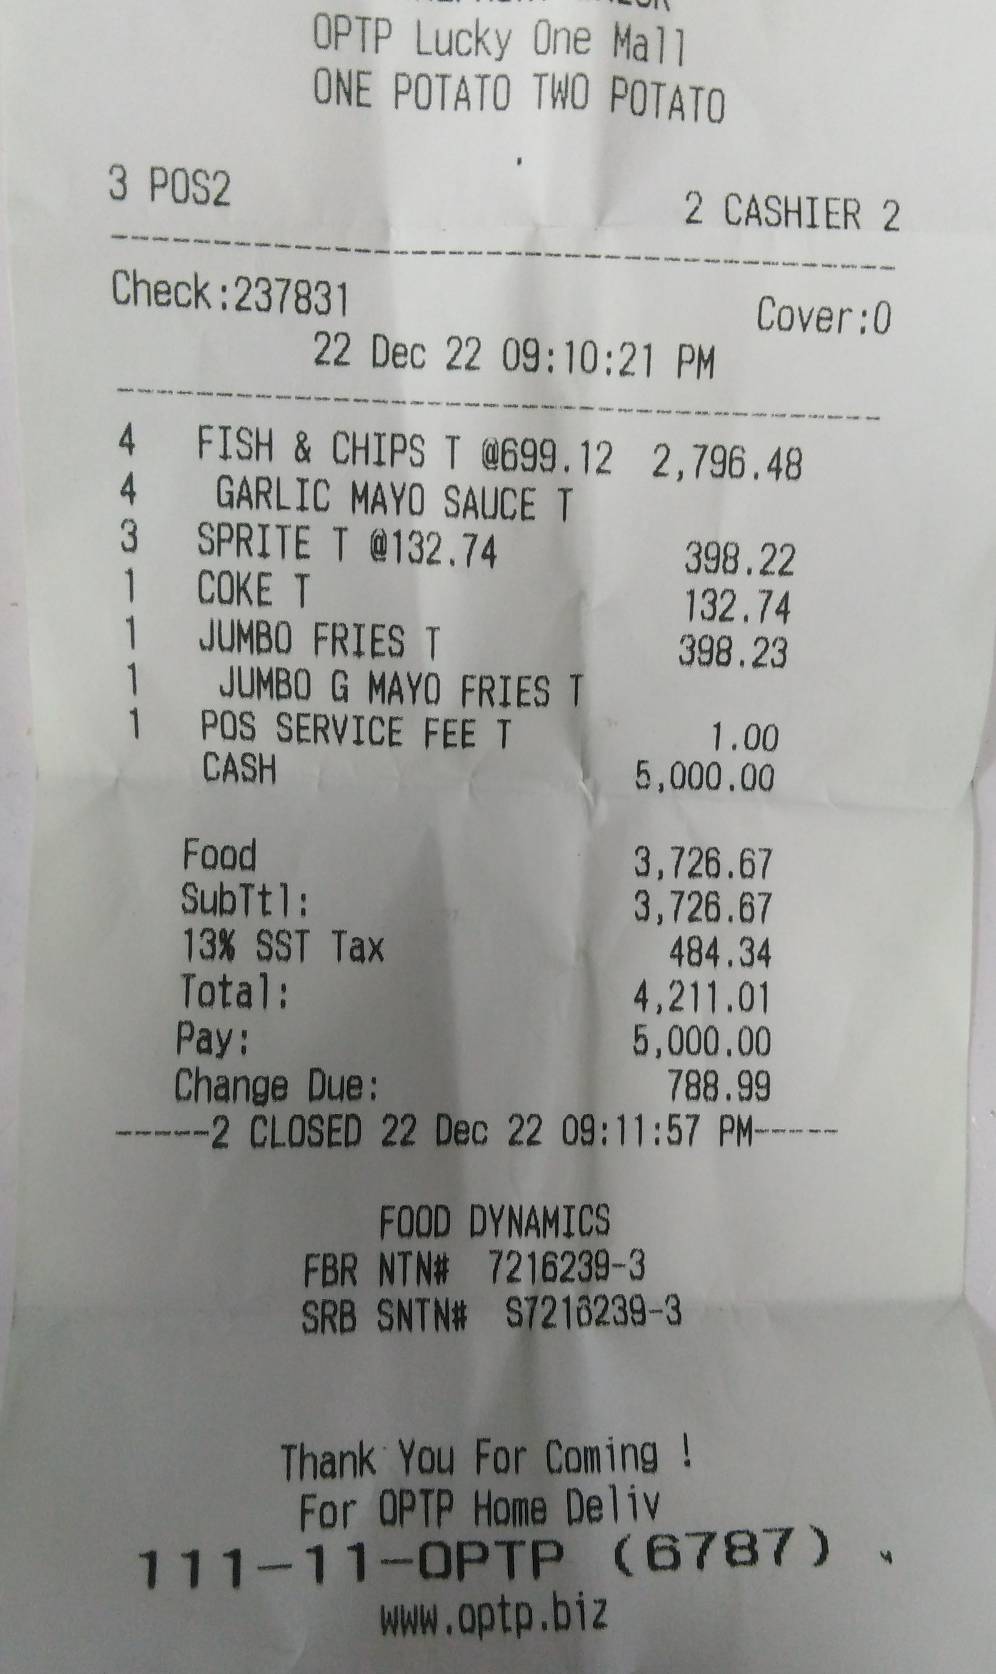 OPTP Lucky One Mall
ONE POTATO TWO POTATO
3 POS2 2 CASHIER 2
Check:237831 Cover:0
22 Dec 22 09:10:21 PM
4 FISH & CHIPS T @699.12 2,796.48
4 GARLIC MAYO SAUCE T
3 SPRITE T @132.74 398.22
1 COKE T 132.74
1 JUMBO FRIES T 398.23
1 JUMBO G MAYO FRIES T
1 POS SERVICE FEE T 1.00
CASH 5,000.00
Food 3,726.67
SubTtl: 3,726.67
13% SST Tax 484.34
Total: 4,211.01
Pay: 5,000.00
Change Due: 788.99
-----2 CLOSED 22 Dec 22 09:11:57 PM-----
FOOD DYNAMICS
FBR NTN# 7216239-3
SRB SNTN# S7216239-3
Thank You For Coming !
For OPTP Home Deliv
111-11-OPTP (6787)
www.optp.biz